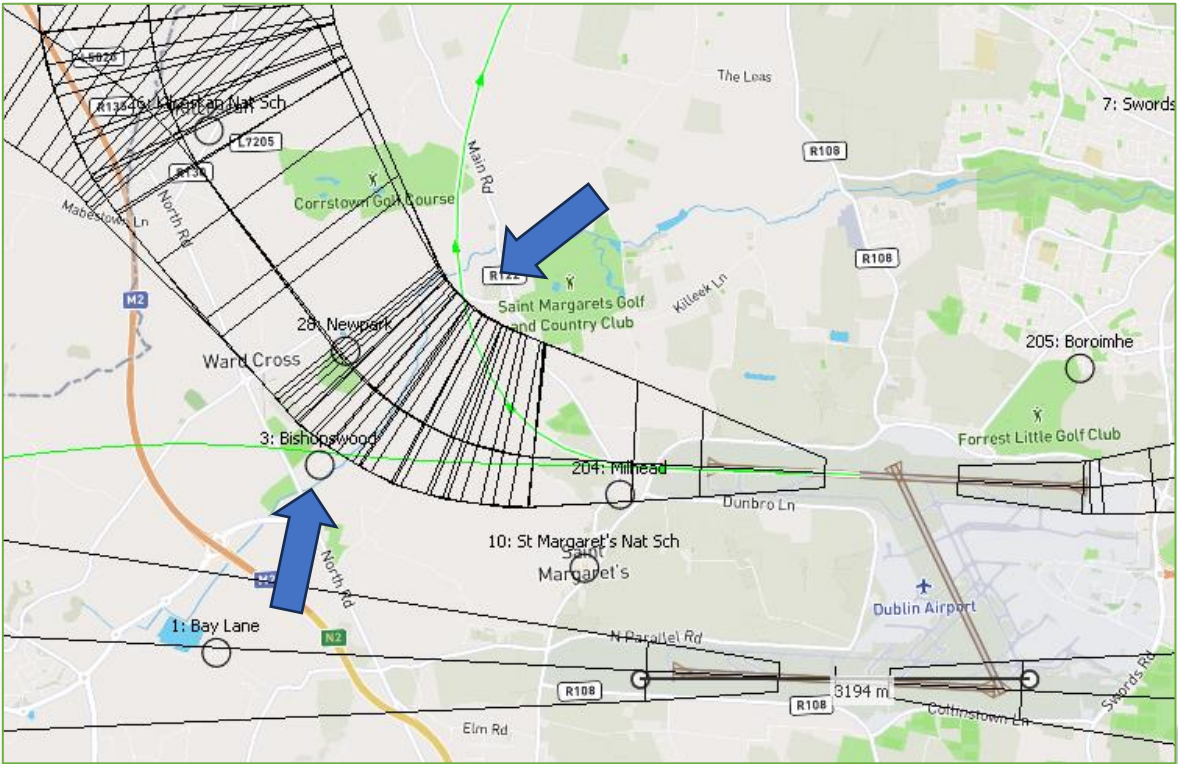 L5026
The Leas
7: Swords
R135
Nat Sch
L7205
R108
R130
Main Rd
Corrstown Golf Course
Mabestown Ln
North Rd
R108
R122
M2
Saint Margarets Golf
and Country Club
Killeek Ln
28: Newpark
Ward Cross
205: Boroimhe
3: Bishopswood
Forrest Little Golf Club
204: Milhead
Dunbro Ln
10: St Margaret's Nat Sch
Saint
Margaret's
North Rd
M2
Dublin Airport
1: Bay Lane
N2
N Parallel Rd
Swords Rd
R108
3194 m
R108
Collinstown Ln
Elm Rd